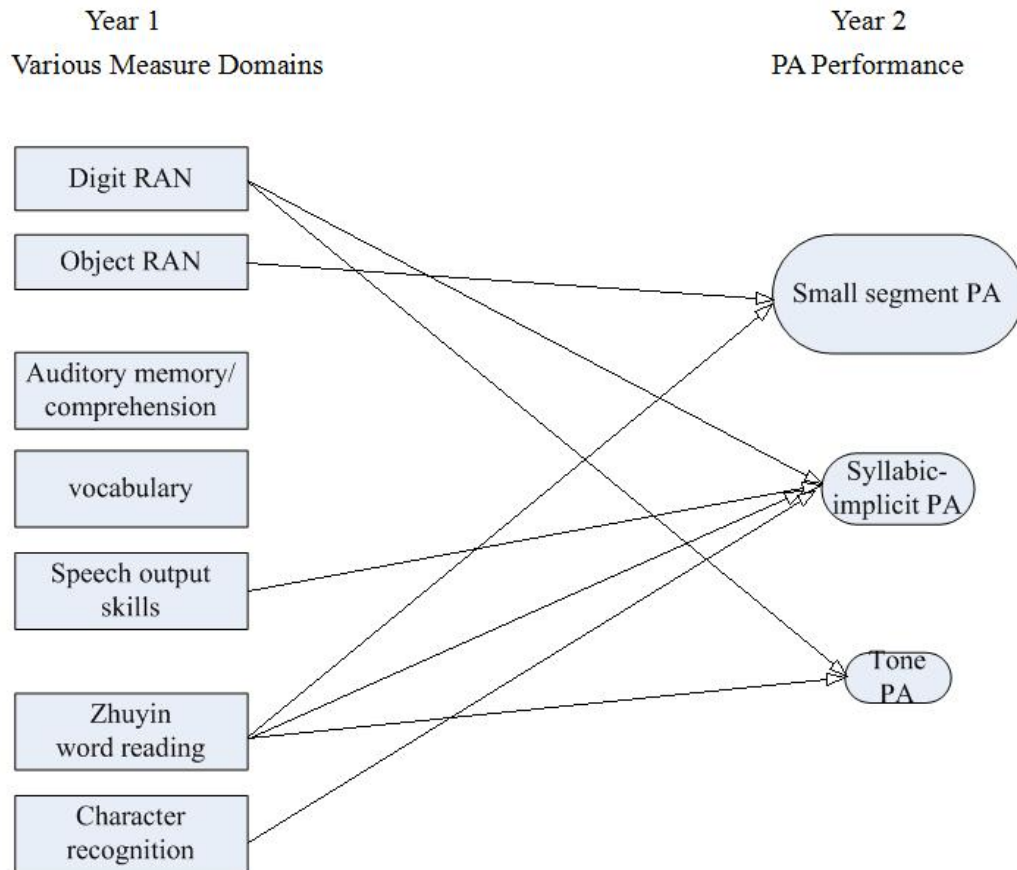 Year 1
Various Measure Domains
Year 2
PA Performance
Digit RAN
Object RAN
Auditory memory/
comprehension
vocabulary
Speech output
skills
Zhuyin
word reading
Character
recognition
Small segment PA
Syllabic-
implicit PA
Tone
PA